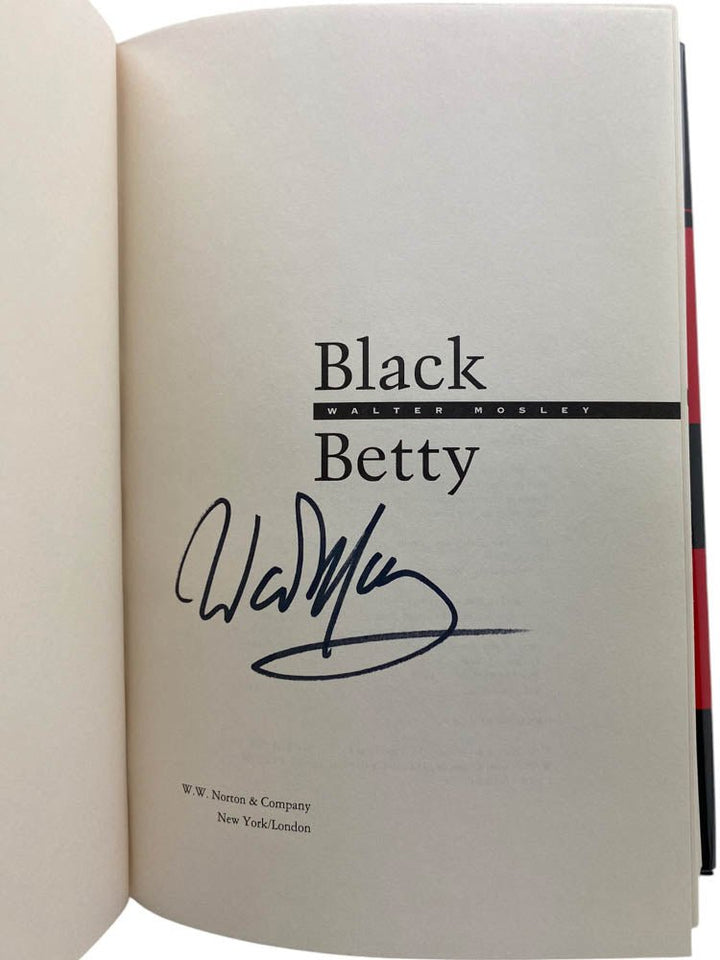 Black
WALTER MOSLEY
Betty
W.W. Norton & Company
New York/London